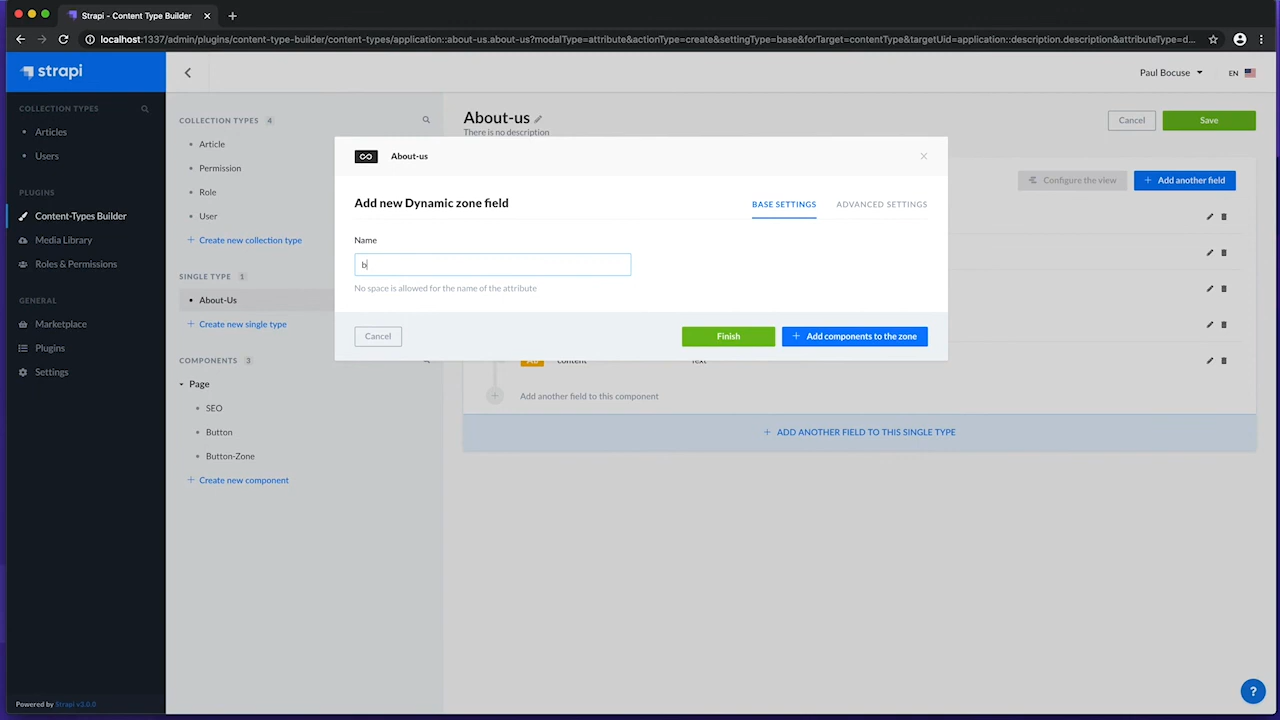 Strapi - Content Type Builder
localhost:1337/admin/plugins/content-type-builder/content-types/application::about-us.about-us?modalType=attribute&actionType=create&settingType=base&forTarget=contentType&targetUid=application::description.description&attributeType=d...
strapi
Paul Bocuse
EN
COLLECTION TYPES
Articles
Users
PLUGINS
Content-Types Builder
Media Library
Roles & Permissions
GENERAL
Marketplace
Plugins
Settings
Powered by Strapi v3.0.0
COLLECTION TYPES 4
Article
Permission
Role
User
+ Create new collection type
SINGLE TYPE 1
About-Us
+ Create new single type
COMPONENTS 3
Page
SEO
Button
Button-Zone
+ Create new component
About-us
There is no description
Cancel
Save
Configure the view
+ Add another field
About-us
Add new Dynamic zone field
BASE SETTINGS
ADVANCED SETTINGS
Name
b
No space is allowed for the name of the attribute
Cancel
Finish
+ Add components to the zone
Ab
content
Text
Add another field to this component
+ ADD ANOTHER FIELD TO THIS SINGLE TYPE
?